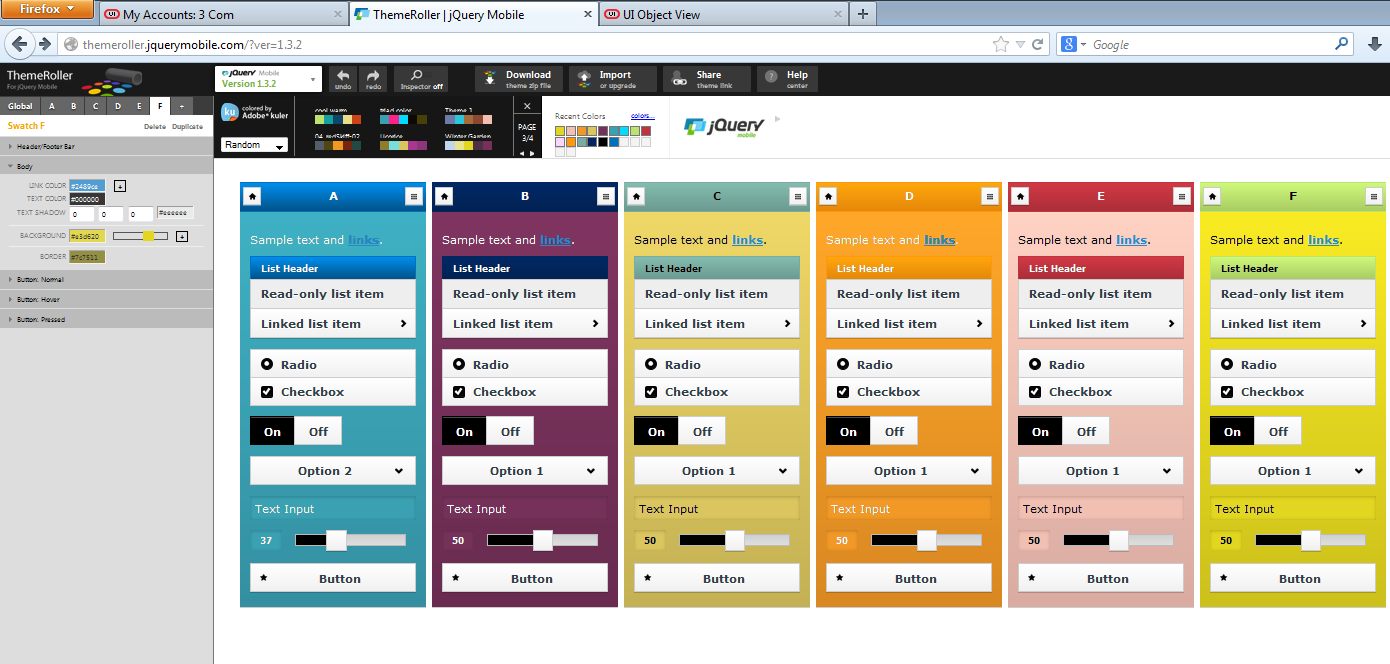 Firefox
My Accounts: 3 Com
ThemeRoller | jQuery Mobile
UI Object View
themeroller.jquerymobile.com/?ver=1.3.2
Google
ThemeRoller
For jQuery Mobile
jQuery Mobile
Version 1.3.2
undo
redo
Inspector off
Download
theme zip file
Import
or upgrade
Share
theme link
Help
center
Global A B C D E F +
Swatch F
Delete Duplicate
Header/Footer Bar
Body
LINK COLOR #2489ce
TEXT COLOR #000000
TEXT SHADOW 0 0 0 #eeeeee
BACKGROUND #e3d620
BORDER #7d7511
Button: Normal
Button: Hover
Button: Pressed
ku
colored by
Adobe® kuler
Random
cool warm
Theme 1
Licorice
Winter Garden
PAGE
3/4
Recent Colors
colors...
jQuery
mobile
A B C D E F
Sample text and links. Sample text and links. Sample text and links. Sample text and links. Sample text and links. Sample text and links.
List Header List Header List Header List Header List Header List Header
Read-only list item Read-only list item Read-only list item Read-only list item Read-only list item Read-only list item
Linked list item Linked list item Linked list item Linked list item Linked list item Linked list item
Radio Radio Radio Radio Radio Radio
Checkbox Checkbox Checkbox Checkbox Checkbox Checkbox
On Off On Off On Off On Off On Off On Off
Option 2 Option 1 Option 1 Option 1 Option 1 Option 1
Text Input Text Input Text Input Text Input Text Input Text Input
37 50 50 50 50 50
Button Button Button Button Button Button